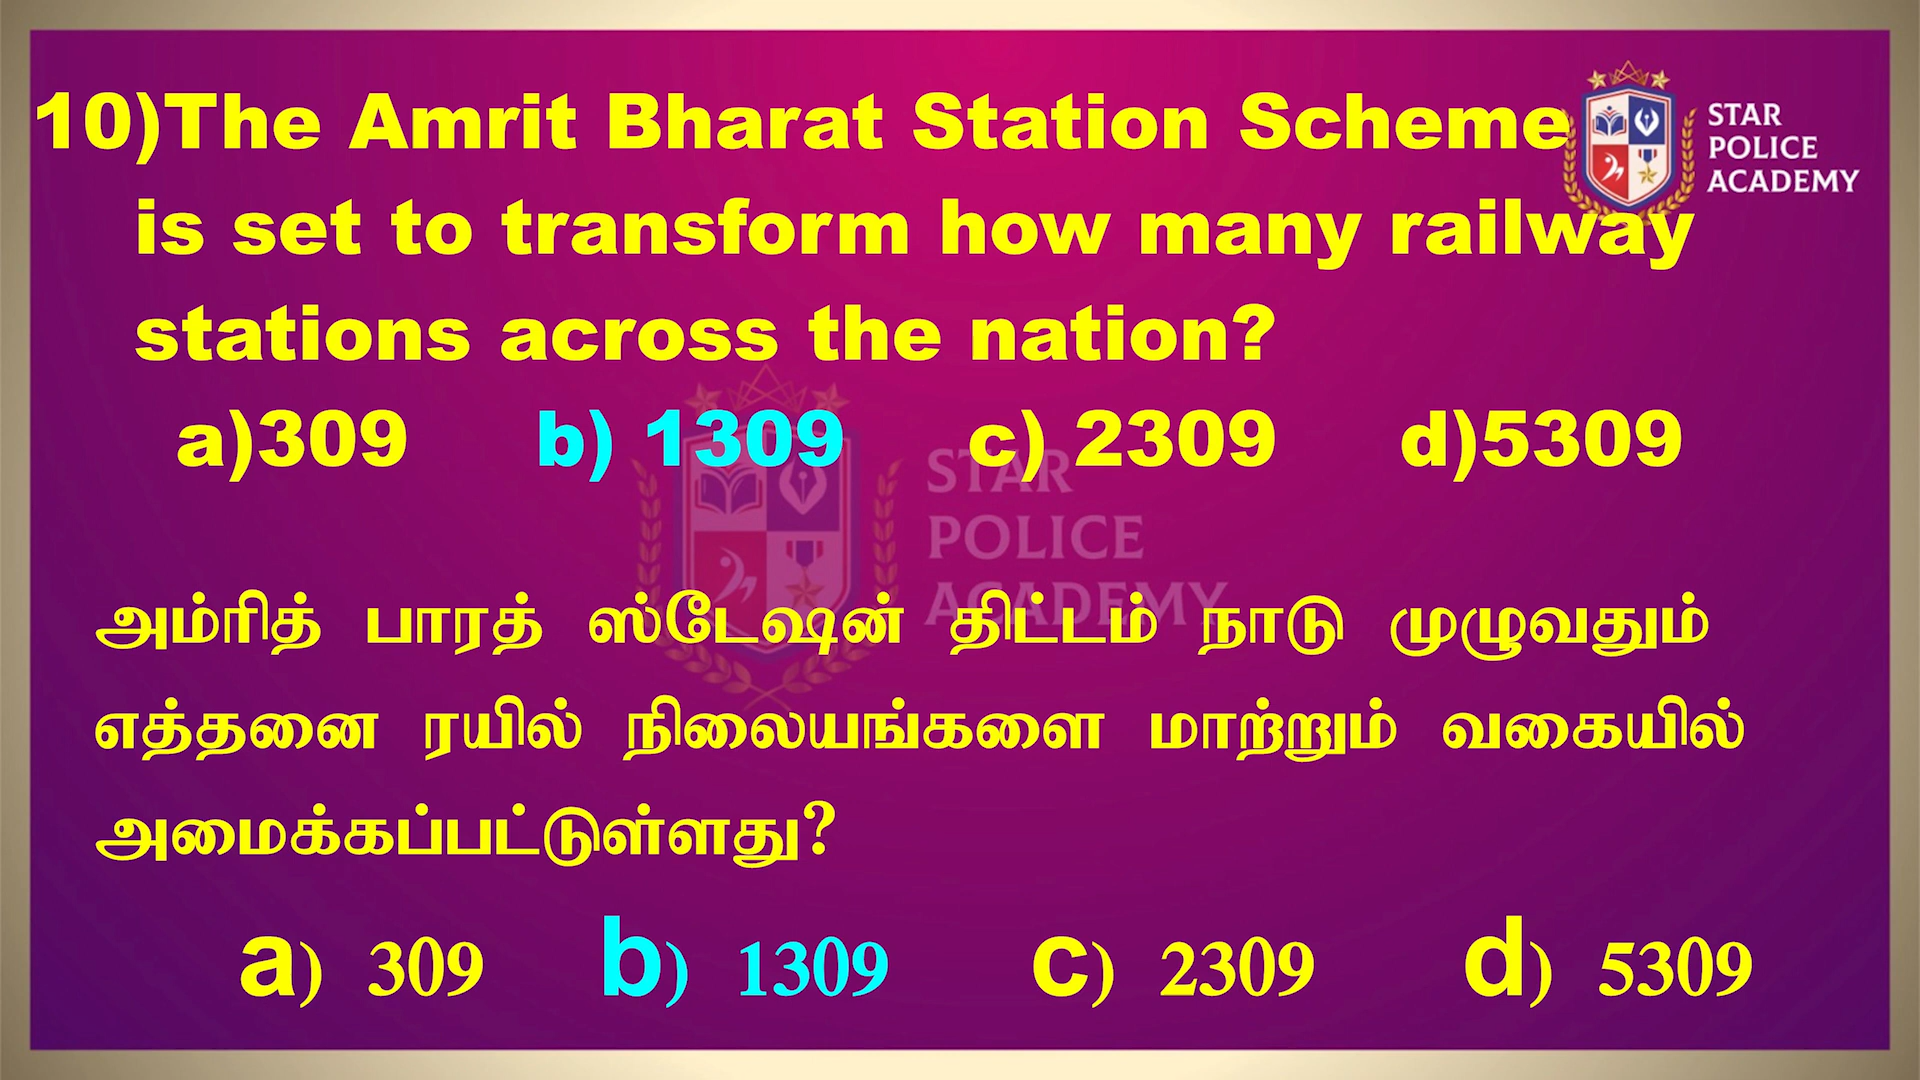 10)The Amrit Bharat Station Scheme
is set to transform how many railway
stations across the nation?
a)309 b) 1309 c) 2309 d)5309
அம்ரித் பாரத் ஸ்டேஷன் திட்டம் நாடு முழுவதும்
எத்தனை ரயில் நிலையங்களை மாற்றும் வகையில்
அமைக்கப்பட்டுள்ளது?
a) 309 b) 1309 c) 2309 d) 5309
STAR
POLICE
ACADEMY
STAR
POLICE
ACADEMY